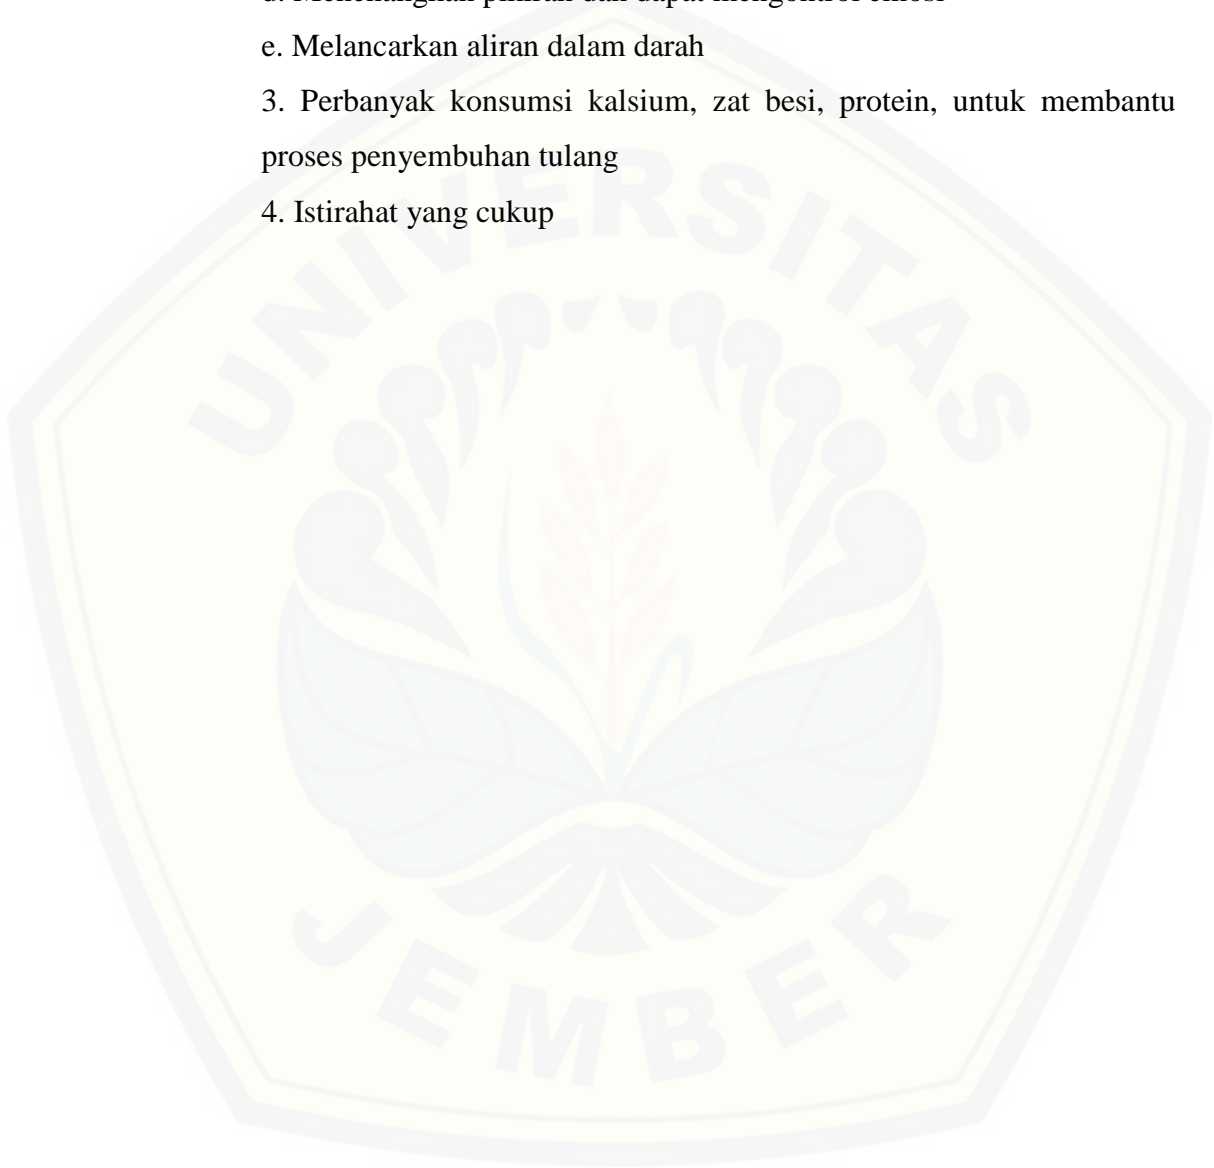 e. Melancarkan aliran dalam darah
3. Perbanyak konsumsi kalsium, zat besi, protein, untuk membantu
proses penyembuhan tulang
4. Istirahat yang cukup
UNIVERSITAS
JEMBER